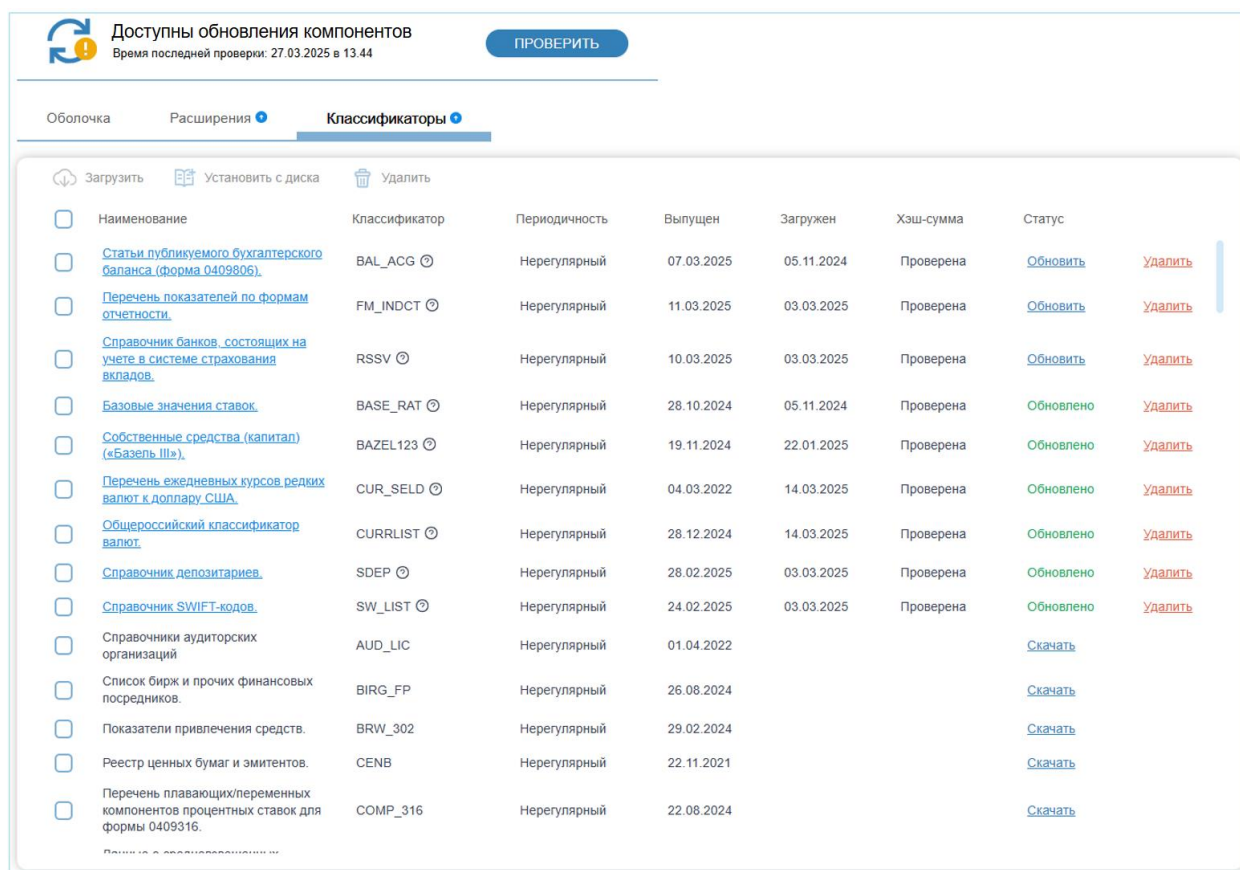 Доступны обновления компонентов
Время последней проверки: 27.03.2025 в 13.44
ПРОВЕРИТЬ
Оболочка Расширения Классификаторы
Загрузить Установить с диска Удалить
Наименование Классификатор Периодичность Выпущен Загружен Хэш-сумма Статус
Статьи публикуемого бухгалтерского
баланса (форма 0409806).
BAL_ACG Нерегулярный 07.03.2025 05.11.2024 Проверена Обновить Удалить
Перечень показателей по формам
отчетности.
FM_INDCT Нерегулярный 11.03.2025 03.03.2025 Проверена Обновить Удалить
Справочник банков, состоящих на
учете в системе страхования
вкладов.
RSSV Нерегулярный 10.03.2025 03.03.2025 Проверена Обновить Удалить
Базовые значения ставок. BASE_RAT Нерегулярный 28.10.2024 05.11.2024 Проверена Обновлено Удалить
Собственные средства (капитал)
(«Базель III»).
BAZEL123 Нерегулярный 19.11.2024 22.01.2025 Проверена Обновлено Удалить
Перечень ежедневных курсов редких
валют к доллару США.
CUR_SELD Нерегулярный 04.03.2022 14.03.2025 Проверена Обновлено Удалить
Общероссийский классификатор
валют.
CURRLIST Нерегулярный 28.12.2024 14.03.2025 Проверена Обновлено Удалить
Справочник депозитариев. SDEP Нерегулярный 28.02.2025 03.03.2025 Проверена Обновлено Удалить
Справочник SWIFT-кодов. SW_LIST Нерегулярный 24.02.2025 03.03.2025 Проверена Обновлено Удалить
Справочники аудиторских
организаций
AUD_LIC Нерегулярный 01.04.2022 Скачать
Список бирж и прочих финансовых
посредников.
BIRG_FP Нерегулярный 26.08.2024 Скачать
Показатели привлечения средств. BRW_302 Нерегулярный 29.02.2024 Скачать
Реестр ценных бумаг и эмитентов. CENB Нерегулярный 22.11.2021 Скачать
Перечень плавающих/переменных
компонентов процентных ставок для
формы 0409316.
COMP_316 Нерегулярный 22.08.2024 Скачать